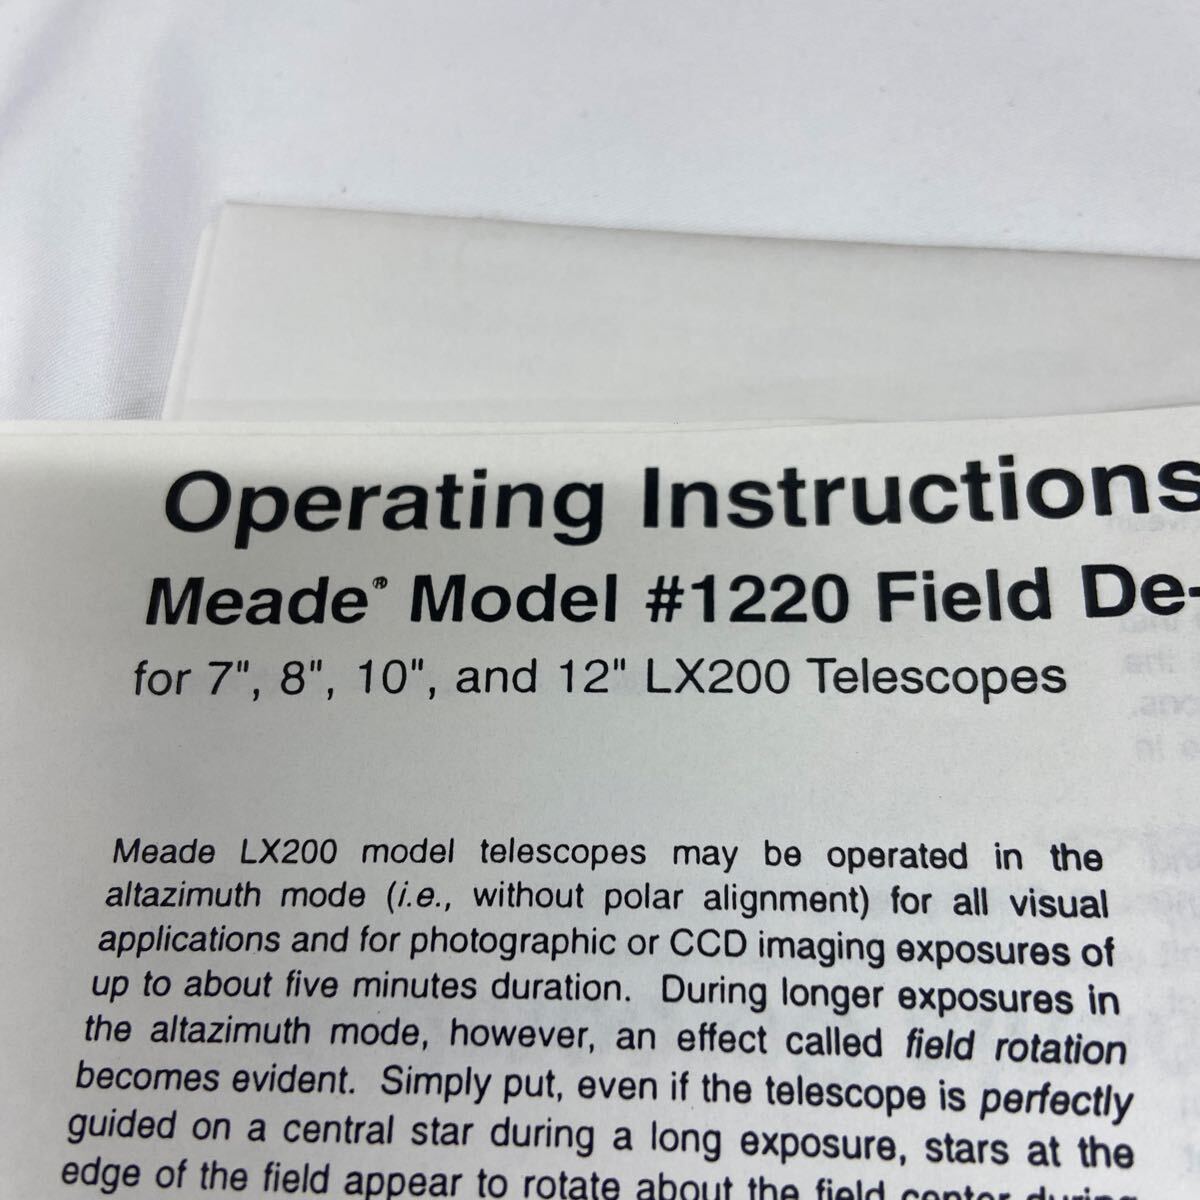 Operating Instructions
Meade® Model #1220 Field De-
for 7", 8", 10", and 12" LX200 Telescopes
Meade LX200 model telescopes may be operated in the
altazimuth mode (i.e., without polar alignment) for all visual
applications and for photographic or CCD imaging exposures of
up to about five minutes duration. During longer exposures in
the altazimuth mode, however, an effect called field rotation
becomes evident. Simply put, even if the telescope is perfectly
guided on a central star during a long exposure, stars at the
edge of the field appear to rotate about the field center during